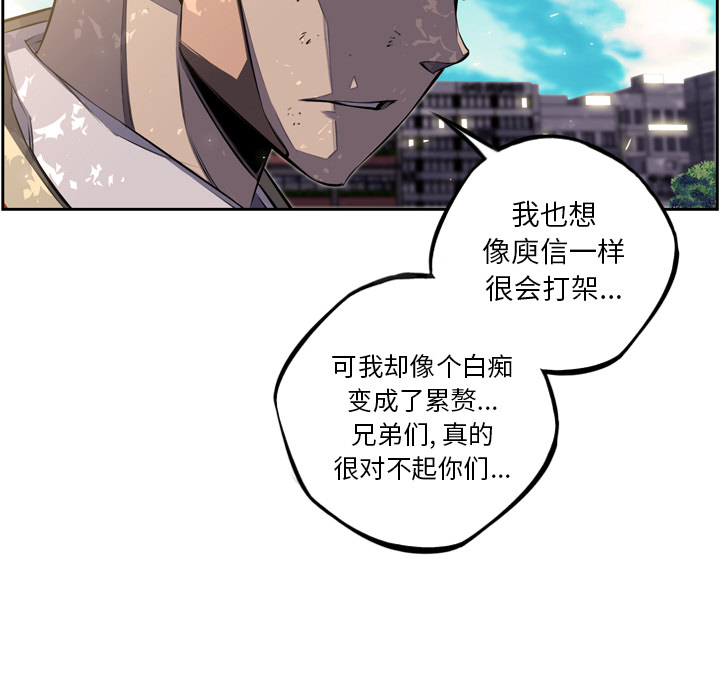 我也想
像庾信一样
很会打架...
可我却像个白痴
变成了累赘...
兄弟们, 真的
很对不起你们...